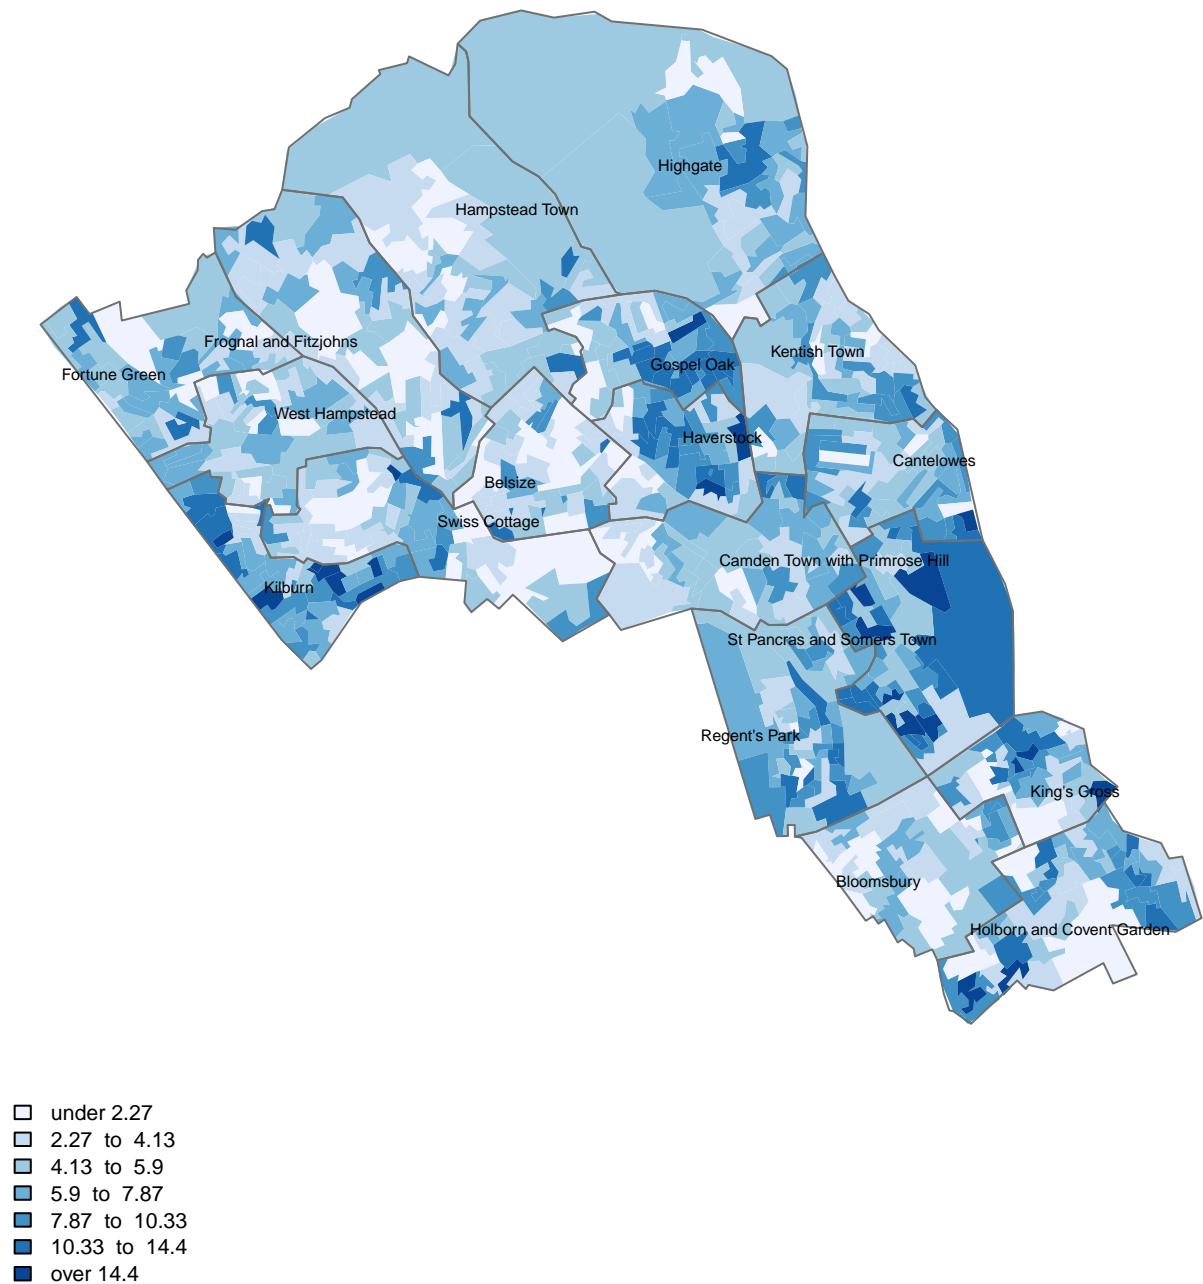 Highgate
Hampstead Town
Frognal and Fitzjohns
Kentish Town
Gospel Oak
Fortune Green
West Hampstead
Haverstock
Cantelowes
Belsize
Swiss Cottage
Camden Town with Primrose Hill
Kilburn
St Pancras and Somers Town
Regent's Park
King's Gross
Bloomsbury
Holborn and Covent Garden
under 2.27
2.27 to 4.13
4.13 to 5.9
5.9 to 7.87
7.87 to 10.33
10.33 to 14.4
over 14.4